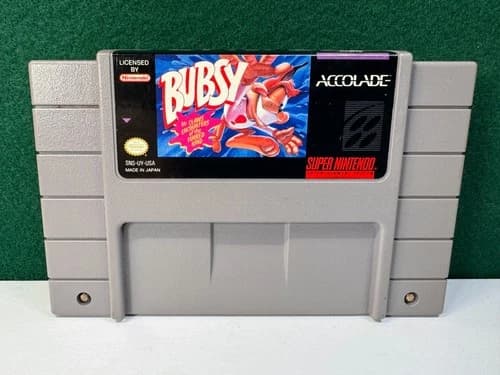 LICENSED
BY
Nintendo
BUBSY
in: CLAWS
ENCOUNTERS
of the
FURRED
KIND
ACCOLADE
SNS-UY-USA
MADE IN JAPAN
SUPER NINTENDO